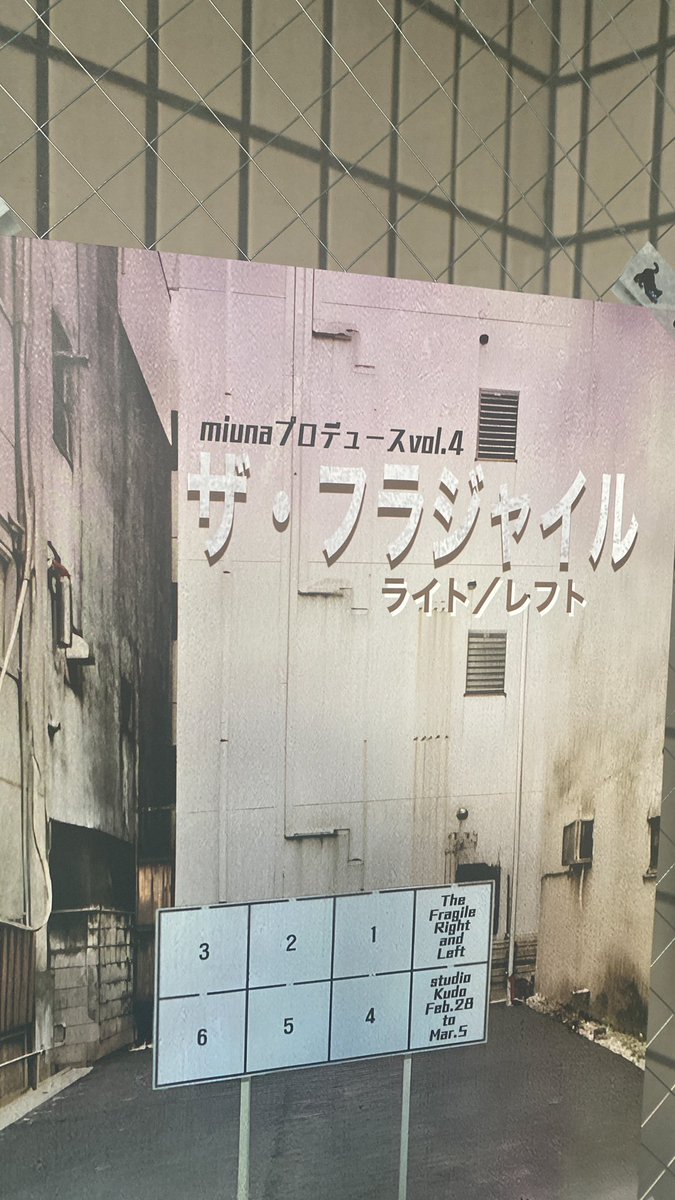 miunaプロデュースvol.4
ザ・フラジャイル
ライト／レフト
3
2
1
The
Fragile
Right
and
Left
6
5
4
studio
Kudo
Feb.28
to
Mar.5